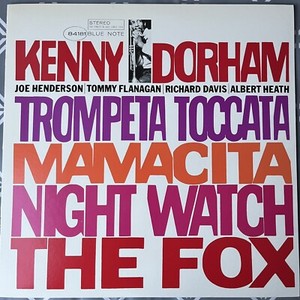 STEREO
84181 BLUE NOTE
KENNY DORHAM
JOE HENDERSON TOMMY FLANAGAN RICHARD DAVIS ALBERT HEATH
TROMPETA TOCCATA
MAMACITA
NIGHT WATCH
THE FOX